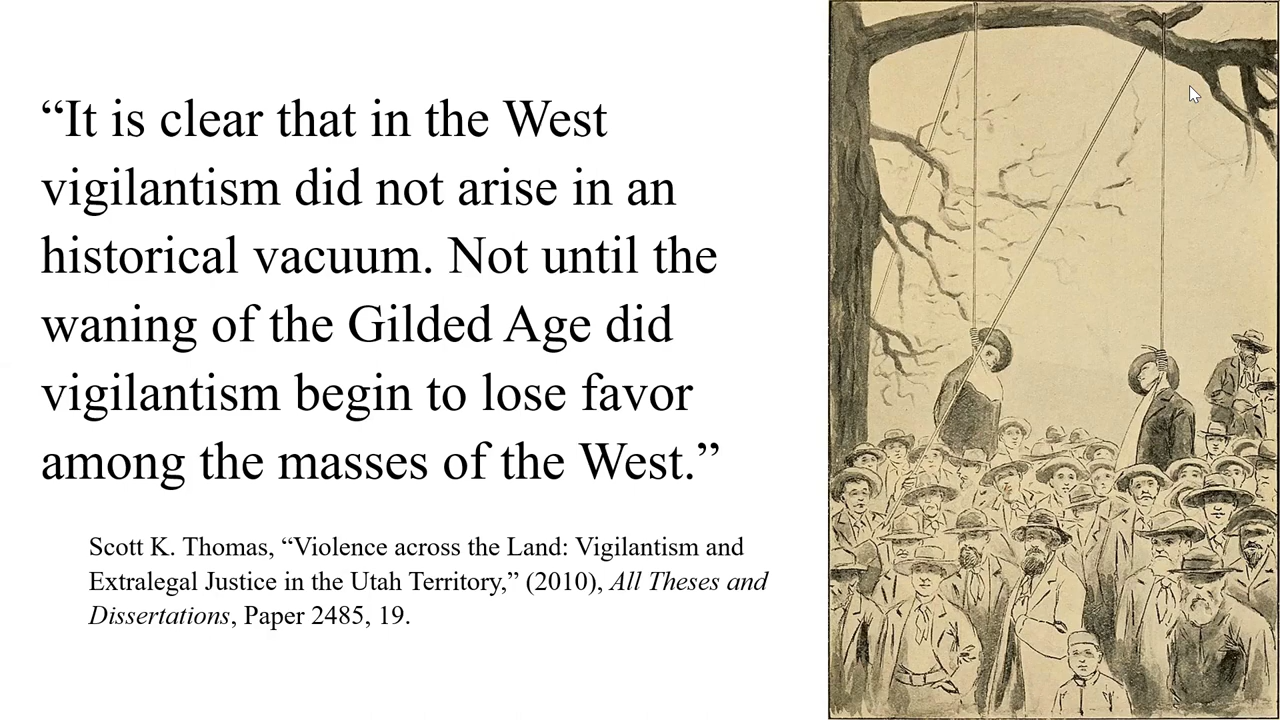 “It is clear that in the West
vigilantism did not arise in an
historical vacuum. Not until the
waning of the Gilded Age did
vigilantism begin to lose favor
among the masses of the West.”
Scott K. Thomas, “Violence across the Land: Vigilantism and
Extralegal Justice in the Utah Territory,” (2010), All Theses and
Dissertations, Paper 2485, 19.